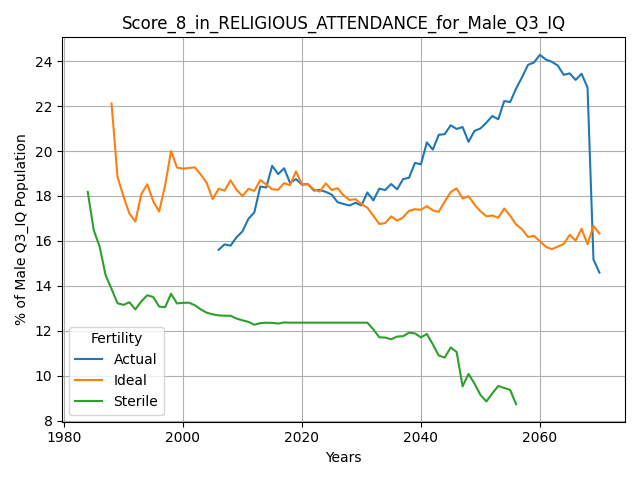 Score_8_in_RELIGIOUS_ATTENDANCE_for_Male_Q3_IQ
% of Male Q3_IQ Population
24
22
20
18
16
14
12
10
8
Fertility
Actual
Ideal
Sterile
1980 2000 2020 2040 2060
Years